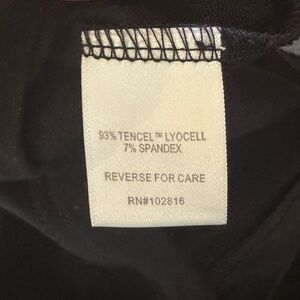 93% TENCEL™ LYOCELL
7% SPANDEX
REVERSE FOR CARE
RN#102816